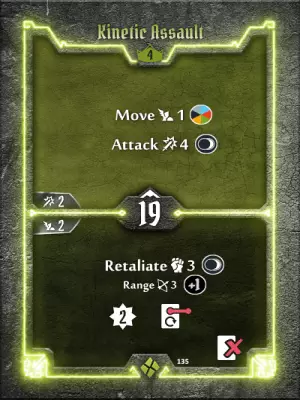 Kinetic Assault
4
Move 1
Attack 4
2
19
2
Retaliate 3
Range 3 +1
2
135